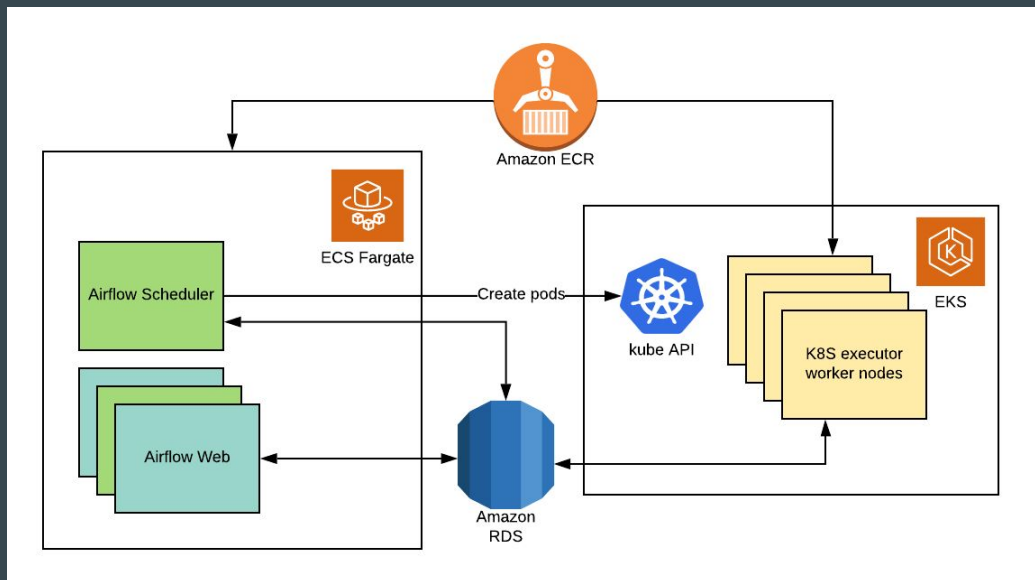 Amazon ECR
ECS Fargate
Airflow Scheduler
Create pods
kube API
EKS
K8S executor
worker nodes
Airflow Web
Amazon
RDS